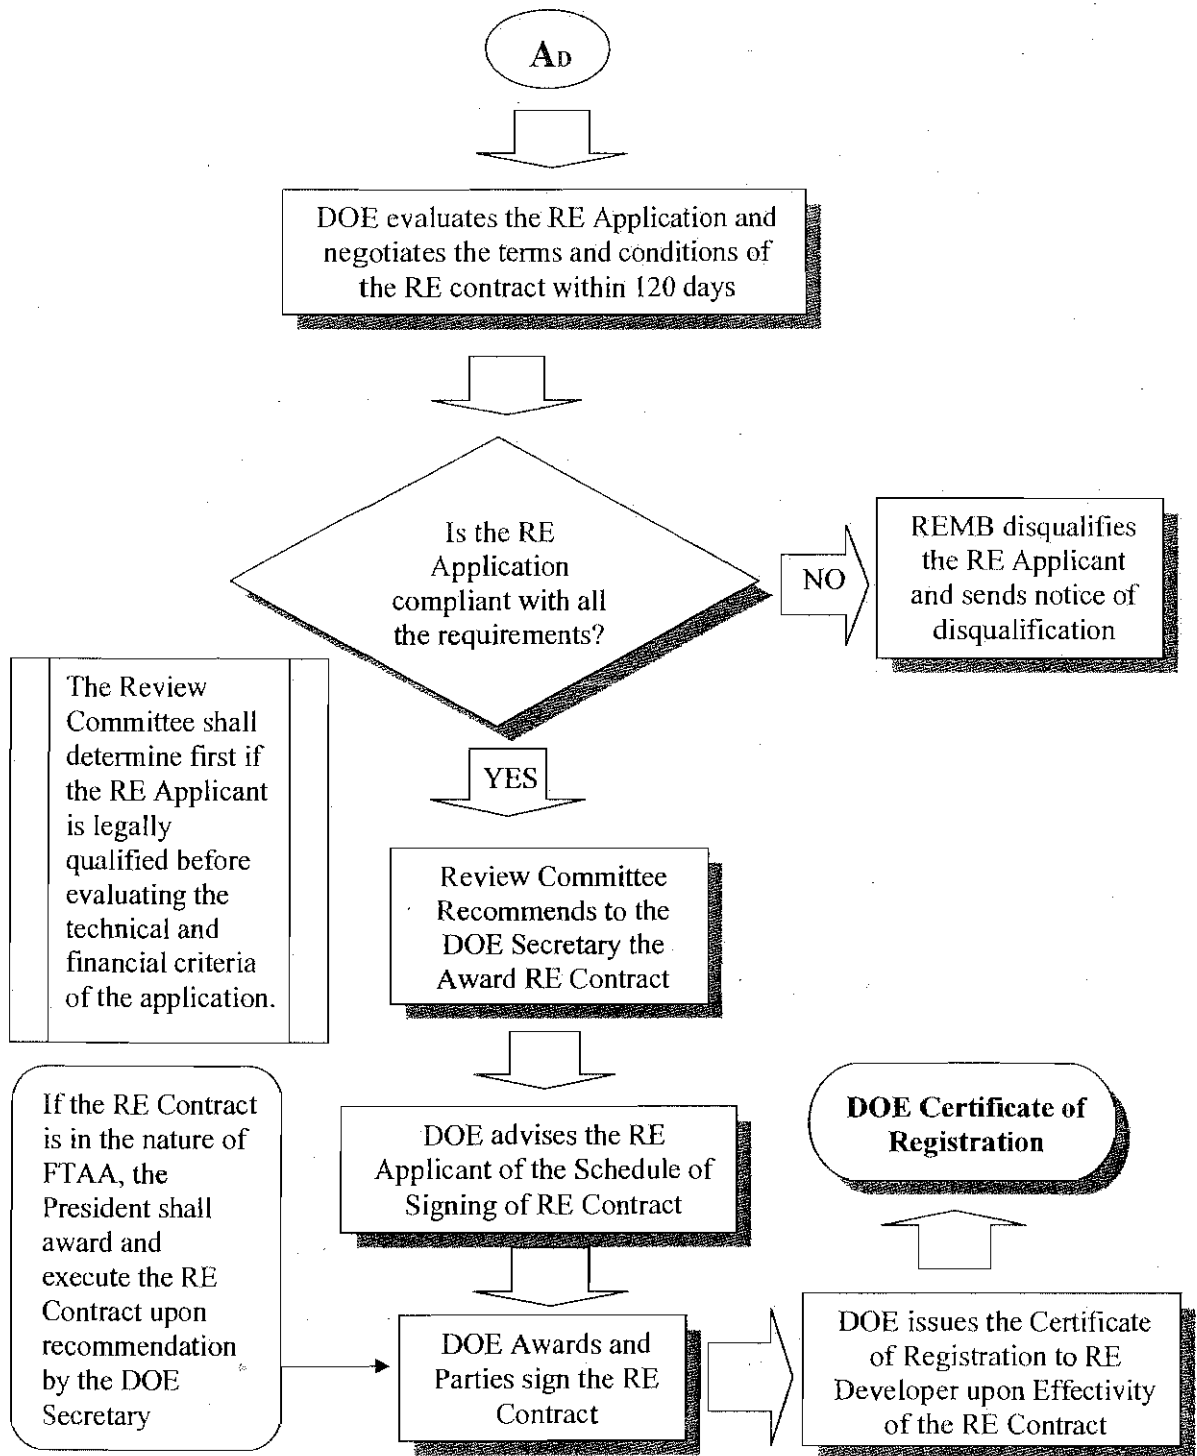 AD
DOE evaluates the RE Application and
negotiates the terms and conditions of
the RE contract within 120 days
Is the RE
Application
compliant with all
the requirements?
NO
REMB disqualifies
the RE Applicant
and sends notice of
disqualification
The Review
Committee shall
determine first if
the RE Applicant
is legally
qualified before
evaluating the
technical and
financial criteria
of the application.
YES
Review Committee
Recommends to the
DOE Secretary the
Award RE Contract
If the RE Contract
is in the nature of
FTAA, the
President shall
award and
execute the RE
Contract upon
recommendation
by the DOE
Secretary
DOE advises the RE
Applicant of the Schedule of
Signing of RE Contract
DOE Awards and
Parties sign the RE
Contract
DOE issues the Certificate
of Registration to RE
Developer upon Effectivity
of the RE Contract
DOE Certificate of
Registration